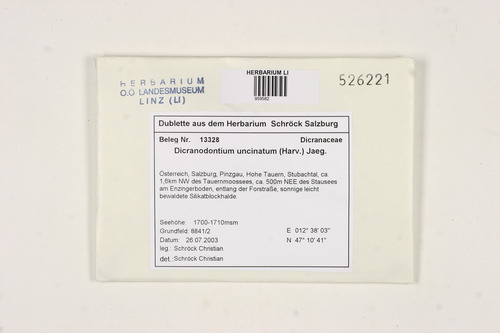 HERBARIUM
O.Ö LANDESMUSEUM
LINZ (LI)
HERBARIUM LI
959582
526221
Dublette aus dem Herbarium Schröck Salzburg
Beleg Nr. 13328 Dicranaceae
Dicranodontium uncinatum (Harv.) Jaeg.
Österreich, Salzburg, Pinzgau, Hohe Tauern, Stubachtal, ca.
1,6km NW des Tauernmoossees, ca. 500m NEE des Stausees
am Enzingerboden, entlang der Forstraße, sonnige leicht
bewaldete Silikatblockhalde.
Seehöhe: 1700-1710msm
Grundfeld: 8841/2 E 012° 38' 03"
Datum: 26.07.2003 N 47° 10' 41"
leg.: Schröck Christian
det.: Schröck Christian